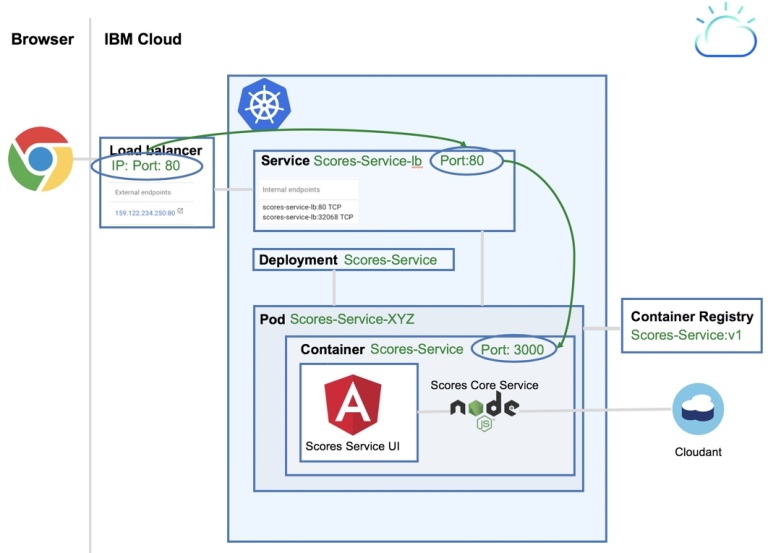 Browser
IBM Cloud
Load balancer
IP: Port: 80
External endpoints
159.122.234.250:80
Service Scores-Service-lb Port:80
Internal endpoints
scores-service-lb:80 TCP
scores-service-lb:32068 TCP
Deployment Scores-Service
Pod Scores-Service-XYZ
Container Registry
Scores-Service:v1
Container Scores-Service Port: 3000
A
Scores Service UI
Scores Core Service
node
JS
Cloudant